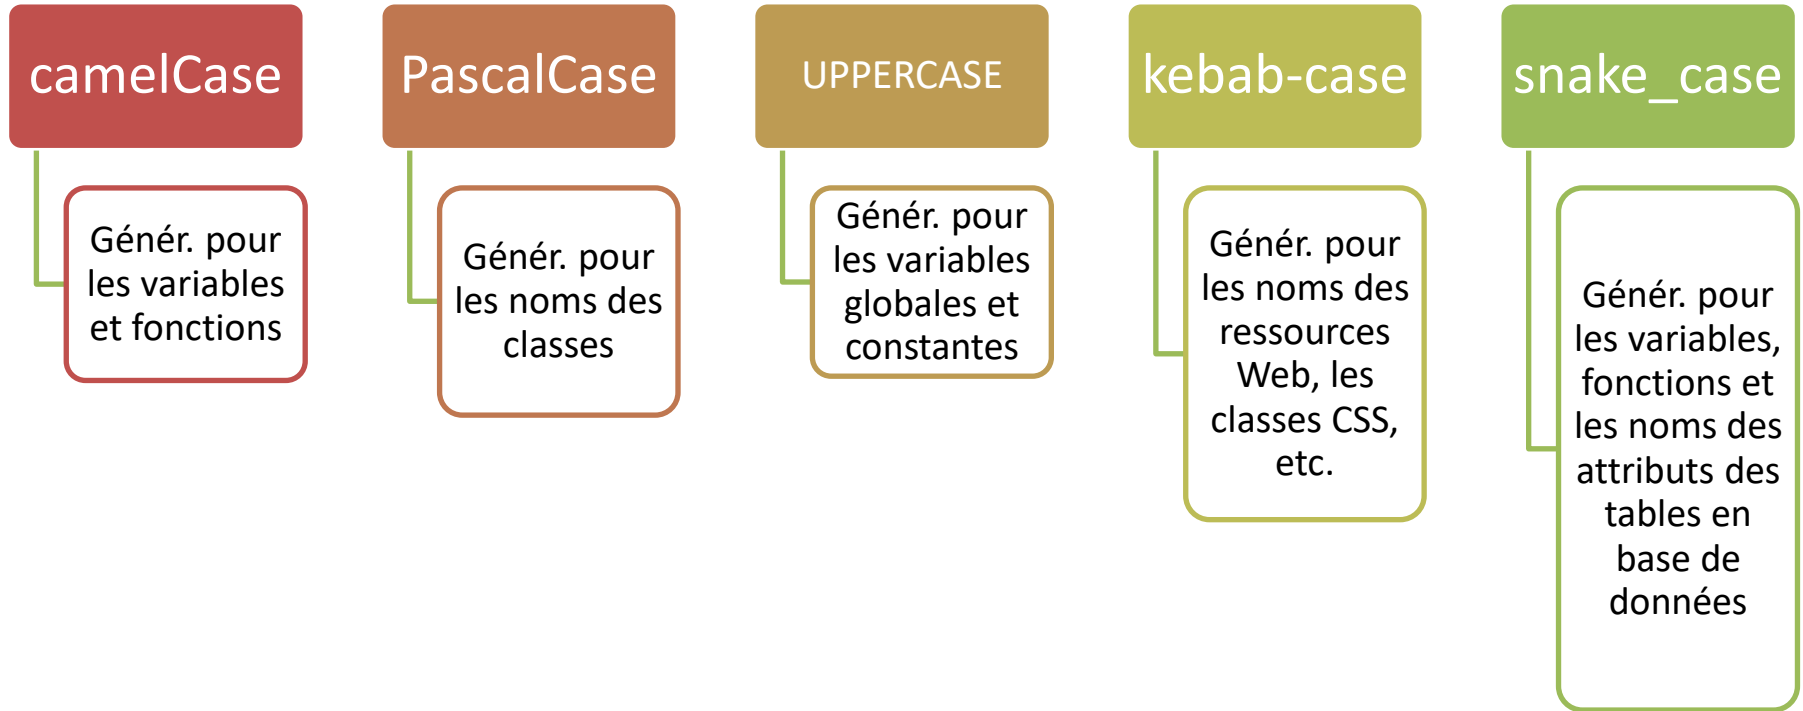 camelCase
Génér. pour
les variables
et fonctions
PascalCase
Génér. pour
les noms des
classes
UPPERCASE
Génér. pour
les variables
globales et
constantes
kebab-case
Génér. pour
les noms des
ressources
Web, les
classes CSS,
etc.
snake_case
Génér. pour
les variables,
fonctions et
les noms des
attributs des
tables en
base de
données